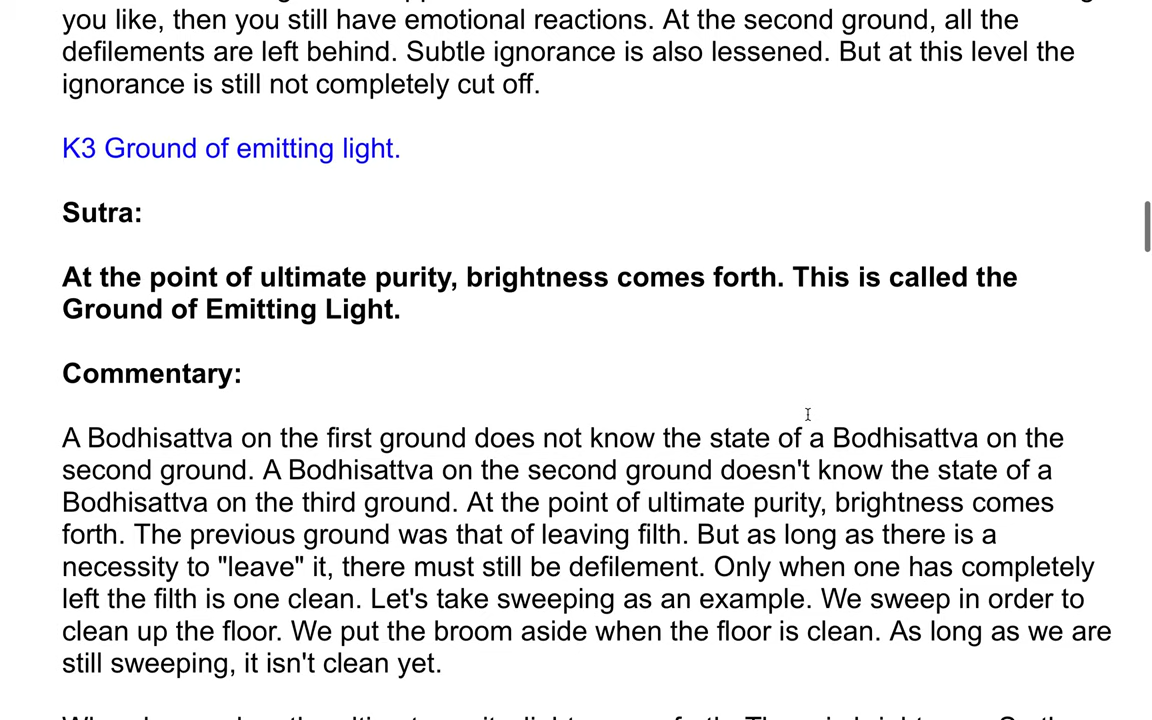 you like, then you still have emotional reactions. At the second ground, all the
defilements are left behind. Subtle ignorance is also lessened. But at this level the
ignorance is still not completely cut off.
K3 Ground of emitting light.
Sutra:
At the point of ultimate purity, brightness comes forth. This is called the
Ground of Emitting Light.
Commentary:
A Bodhisattva on the first ground does not know the state of a Bodhisattva on the
second ground. A Bodhisattva on the second ground doesn't know the state of a
Bodhisattva on the third ground. At the point of ultimate purity, brightness comes
forth. The previous ground was that of leaving filth. But as long as there is a
necessity to "leave" it, there must still be defilement. Only when one has completely
left the filth is one clean. Let's take sweeping as an example. We sweep in order to
clean up the floor. We put the broom aside when the floor is clean. As long as we are
still sweeping, it isn't clean yet.